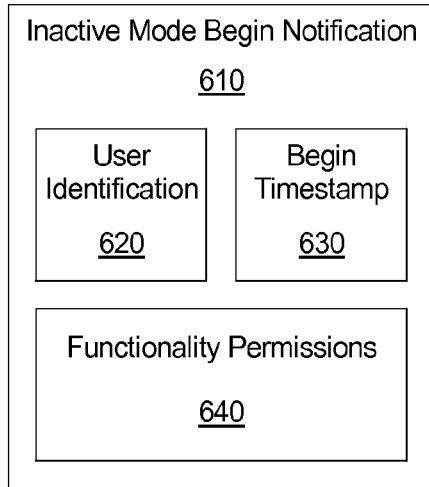 Inactive Mode Begin Notification
610
User
Identification
620
Begin
Timestamp
630
Functionality Permissions
640